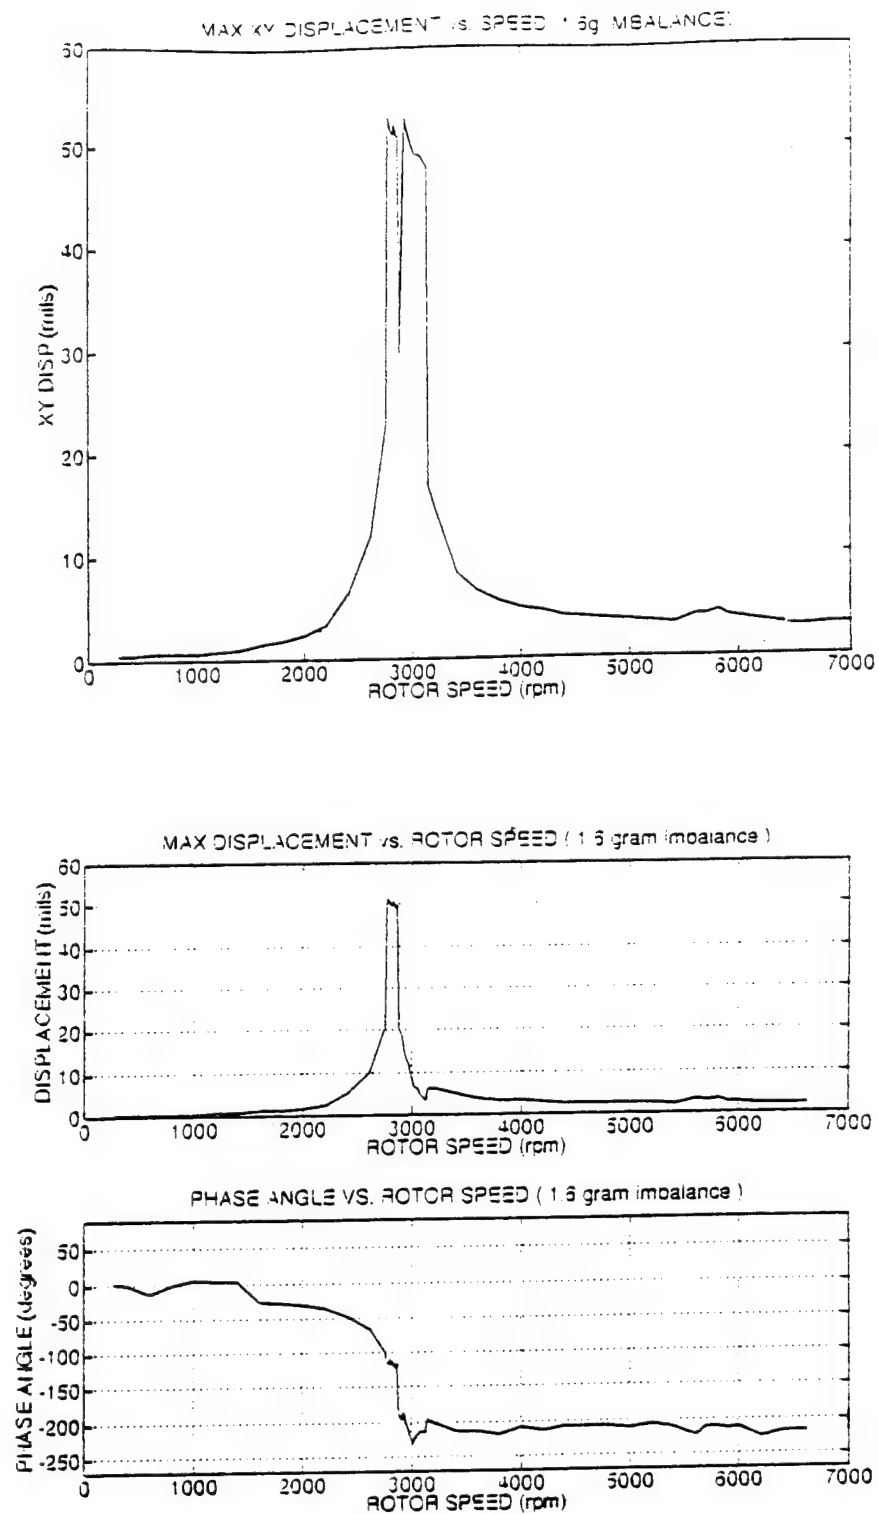 MAX XY DISPLACEMENT vs. SPEED
60
50
40
30
20
10
0
XY DISP (mils)
0 1000 2000 3000 4000 5000 6000 7000
ROTOR SPEED (rpm)
MAX DISPLACEMENT vs. ROTOR SPEED ( 1.6 gram imbalance )
60
50
40
30
20
10
0
DISPLACEMENT (mils)
0 1000 2000 3000 4000 5000 6000 7000
ROTOR SPEED (rpm)
PHASE ANGLE VS. ROTOR SPEED ( 1.6 gram imbalance )
50
0
-50
-100
-150
-200
-250
PHASE ANGLE (degrees)
0 1000 2000 3000 4000 5000 6000 7000
ROTOR SPEED (rpm)